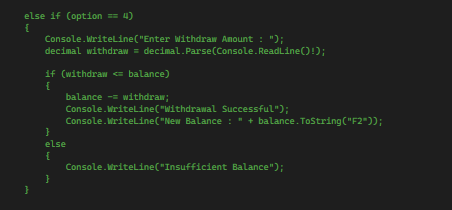 else if (option == 4)
{
Console.WriteLine("Enter Withdraw Amount : ");
decimal withdraw = decimal.Parse(Console.ReadLine()!);
if (withdraw <= balance)
{
balance -= withdraw;
Console.WriteLine("Withdrawal Successful");
Console.WriteLine("New Balance : " + balance.ToString("F2"));
}
else
{
Console.WriteLine("Insufficient Balance");
}
}